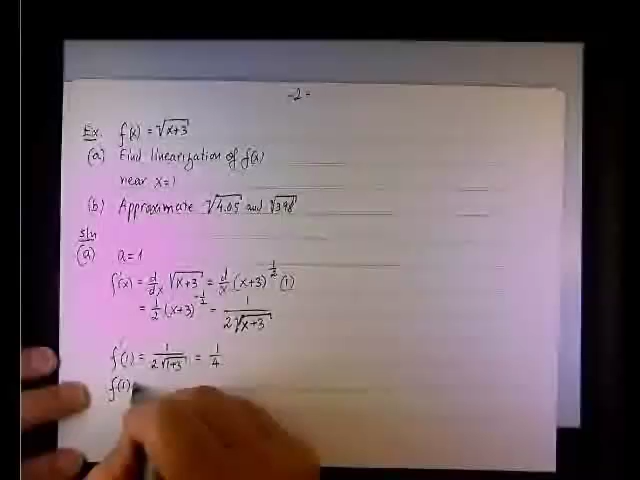 -2-
Ex. f(x) = √(x+3)
(a) Find linearization of f(x)
near x=1
(b) Approximate √4.05 and √3.98
Sln
(a) a=1
f'(x) = d/dx √(x+3) = d/x (x+3)^(1/2) (1)
= 1/2 (x+3)^(-1/2) = 1/(2√(x+3))
f'(1) = 1/(2√(1+3)) = 1/4
f(1)